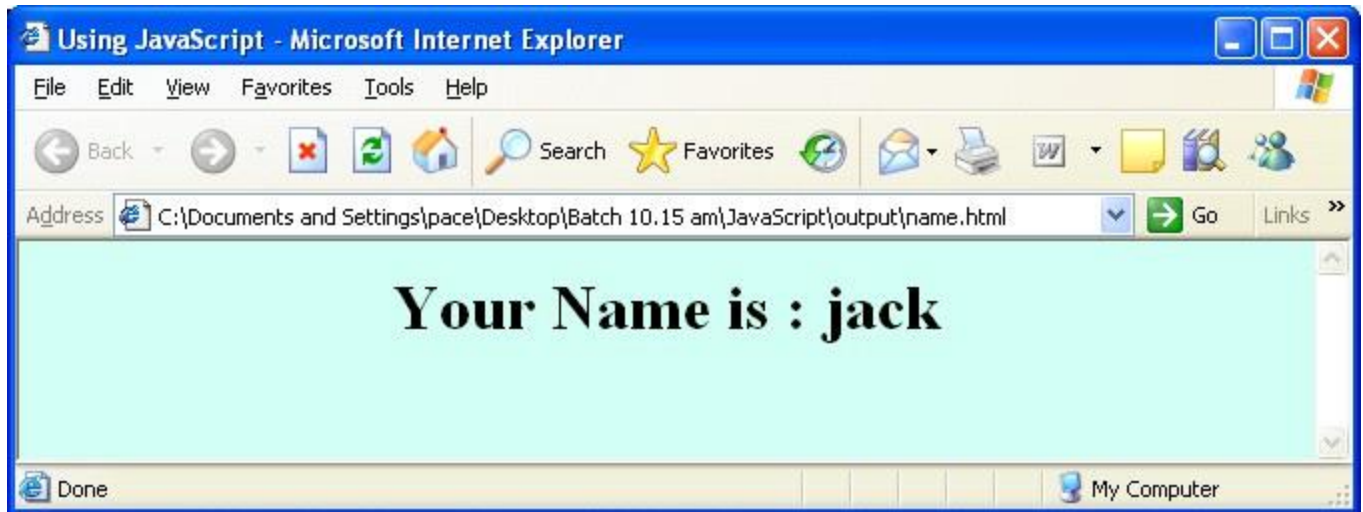 Using JavaScript - Microsoft Internet Explorer
File Edit View Favorites Tools Help
Back Search Favorites W
Address C:\Documents and Settings\pace\Desktop\Batch 10.15 am\JavaScript\output\name.html Go Links »
Your Name is : jack
Done My Computer